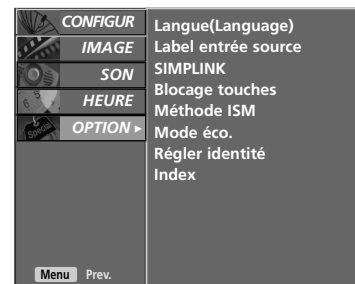 CONFIGUR
IMAGE
SON
HEURE
OPTION ►
Langue(Language)
Label entrée source
SIMPLINK
Blocage touches
Méthode ISM
Mode éco.
Régler identité
Index
Menu Prev.